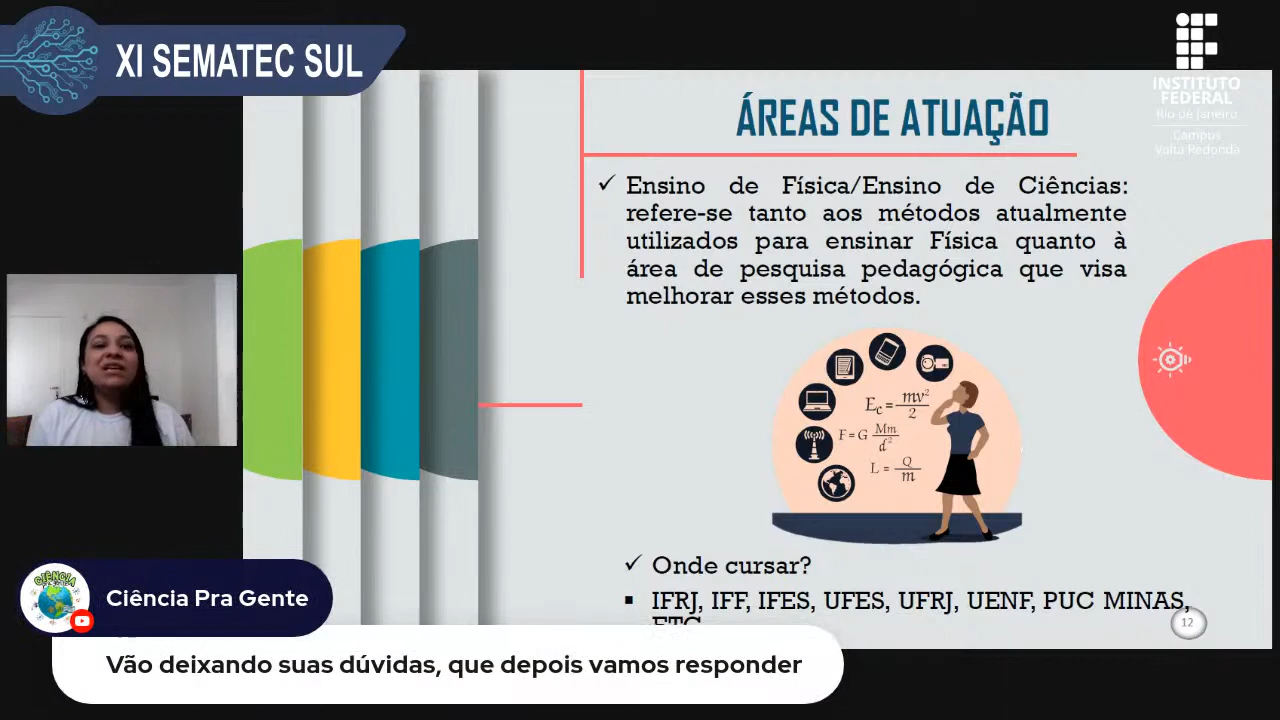 XI SEMATEC SUL
INSTITUTO
FEDERAL
Rio de Janeiro
Campus
Volta Redonda
ÁREAS DE ATUAÇÃO
✓ Ensino de Física/Ensino de Ciências:
refere-se tanto aos métodos atualmente
utilizados para ensinar Física quanto à
área de pesquisa pedagógica que visa
melhorar esses métodos.
E_c = mv²/2
F = G Mm/d²
L = Q/m
✓ Onde cursar?
▪ IFRJ, IFF, IFES, UFES, UFRJ, UENF, PUC MINAS,
ETC
12
CIÊNCIA
Ciência Pra Gente
Vão deixando suas dúvidas, que depois vamos responder